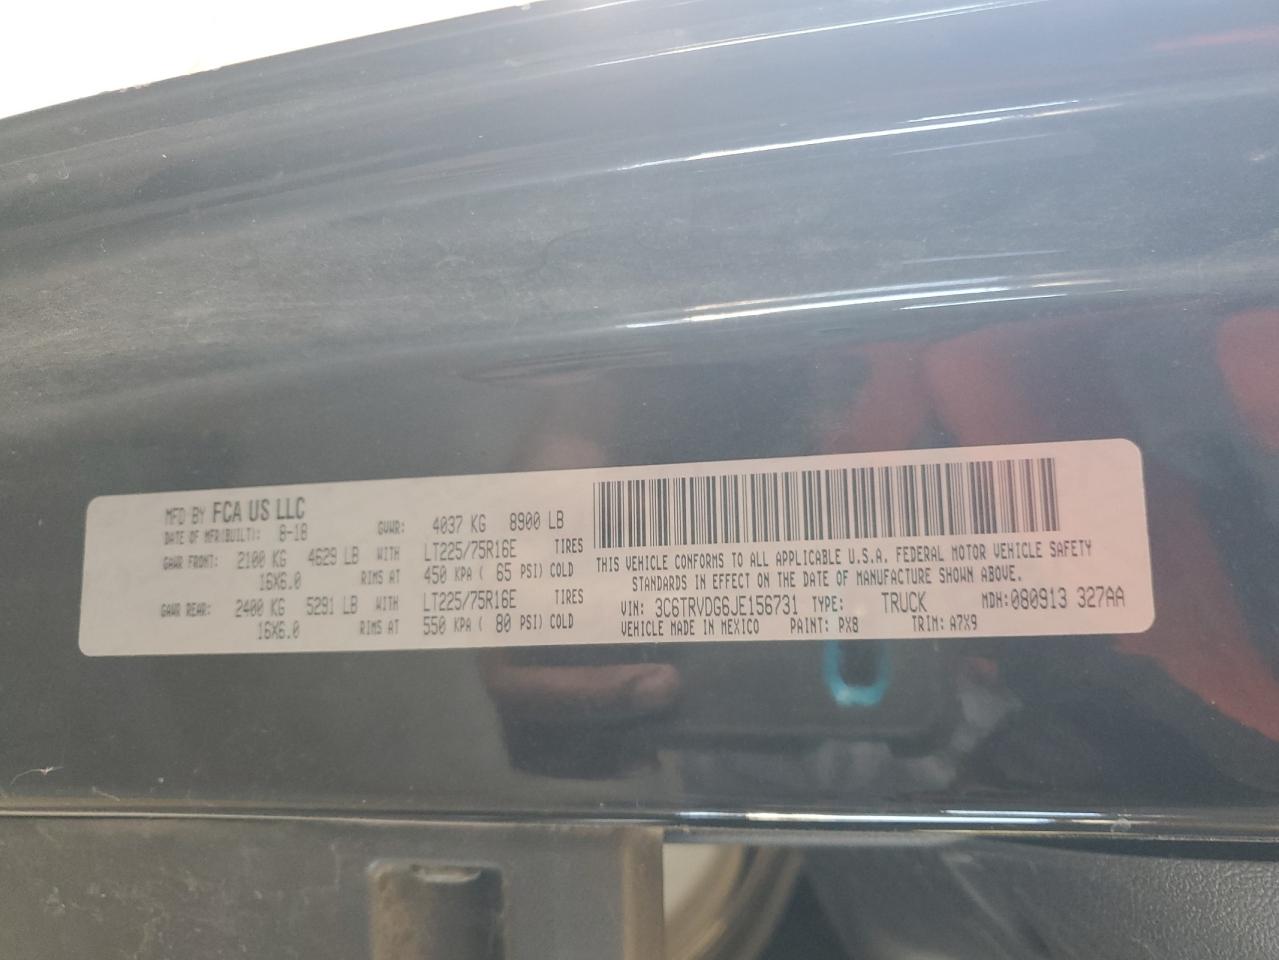 MFD BY FCA US LLC
DATE OF MFR(BUILT): 8-18 GVWR: 4037 KG 8900 LB
GAWR FRONT: 2100 KG 4629 LB WITH LT225/75R16E TIRES
16X6.0 RIMS AT 450 KPA ( 65 PSI) COLD
GAWR REAR: 2400 KG 5291 LB WITH LT225/75R16E TIRES
16X6.0 RIMS AT 550 KPA ( 80 PSI) COLD
THIS VEHICLE CONFORMS TO ALL APPLICABLE U.S.A. FEDERAL MOTOR VEHICLE SAFETY
STANDARDS IN EFFECT ON THE DATE OF MANUFACTURE SHOWN ABOVE.
VIN: 3C6TRVDG6JE156731 TYPE: TRUCK MDH:080913 327AA
VEHICLE MADE IN MEXICO PAINT: PX8 TRIM: A7X9